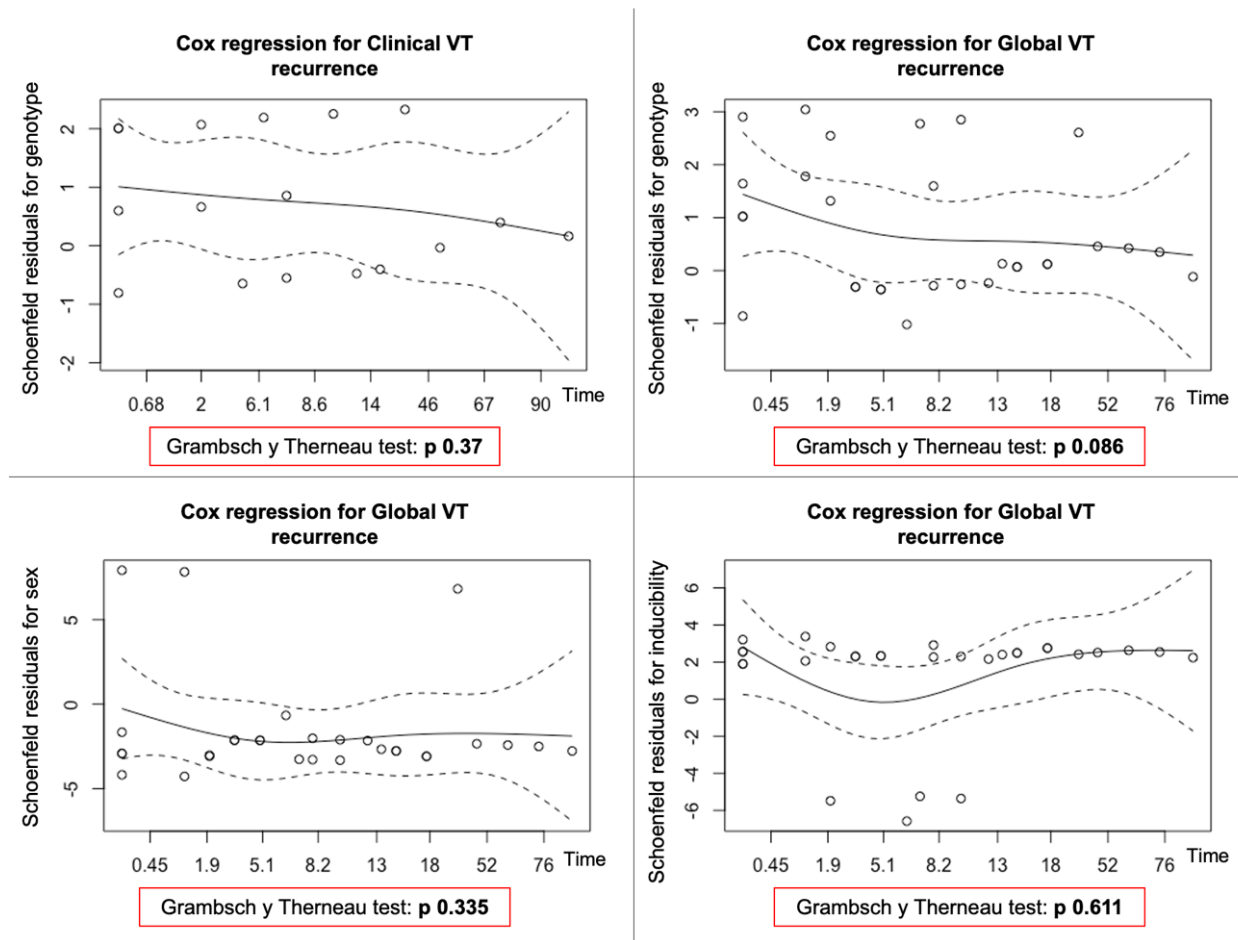 Cox regression for Clinical VT
recurrence
Schoenfeld residuals for genotype
2
1
0
-1
-2
0.68 2 6.1 8.6 14 46 67 90 Time
Grambsch y Therneau test: p 0.37
Cox regression for Global VT
recurrence
Schoenfeld residuals for genotype
3
2
1
0
-1
0.45 1.9 5.1 8.2 13 18 52 76 Time
Grambsch y Therneau test: p 0.086
Cox regression for Global VT
recurrence
Schoenfeld residuals for sex
5
0
-5
0.45 1.9 5.1 8.2 13 18 52 76 Time
Grambsch y Therneau test: p 0.335
Cox regression for Global VT
recurrence
Schoenfeld residuals for inducibility
6
4
2
0
-2
-4
-6
0.45 1.9 5.1 8.2 13 18 52 76 Time
Grambsch y Therneau test: p 0.611